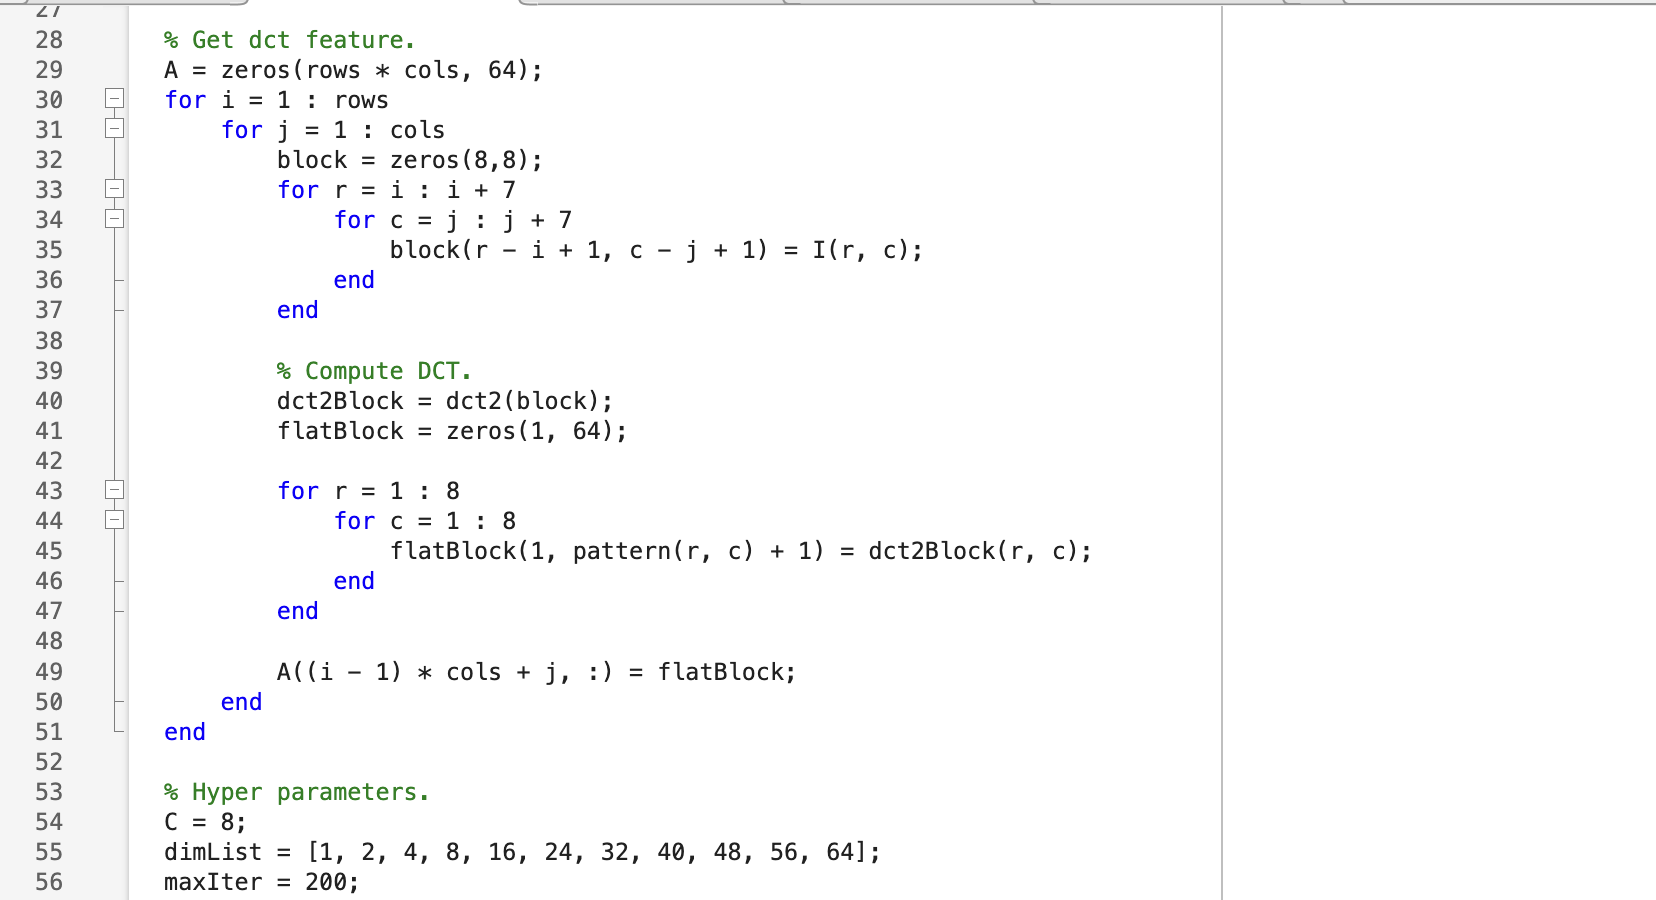 27
28 % Get dct feature.
29 A = zeros(rows * cols, 64);
30 for i = 1 : rows
31 for j = 1 : cols
32 block = zeros(8,8);
33 for r = i : i + 7
34 for c = j : j + 7
35 block(r - i + 1, c - j + 1) = I(r, c);
36 end
37 end
38
39 % Compute DCT.
40 dct2Block = dct2(block);
41 flatBlock = zeros(1, 64);
42
43 for r = 1 : 8
44 for c = 1 : 8
45 flatBlock(1, pattern(r, c) + 1) = dct2Block(r, c);
46 end
47 end
48
49 A((i - 1) * cols + j, :) = flatBlock;
50 end
51 end
52
53 % Hyper parameters.
54 C = 8;
55 dimList = [1, 2, 4, 8, 16, 24, 32, 40, 48, 56, 64];
56 maxIter = 200;